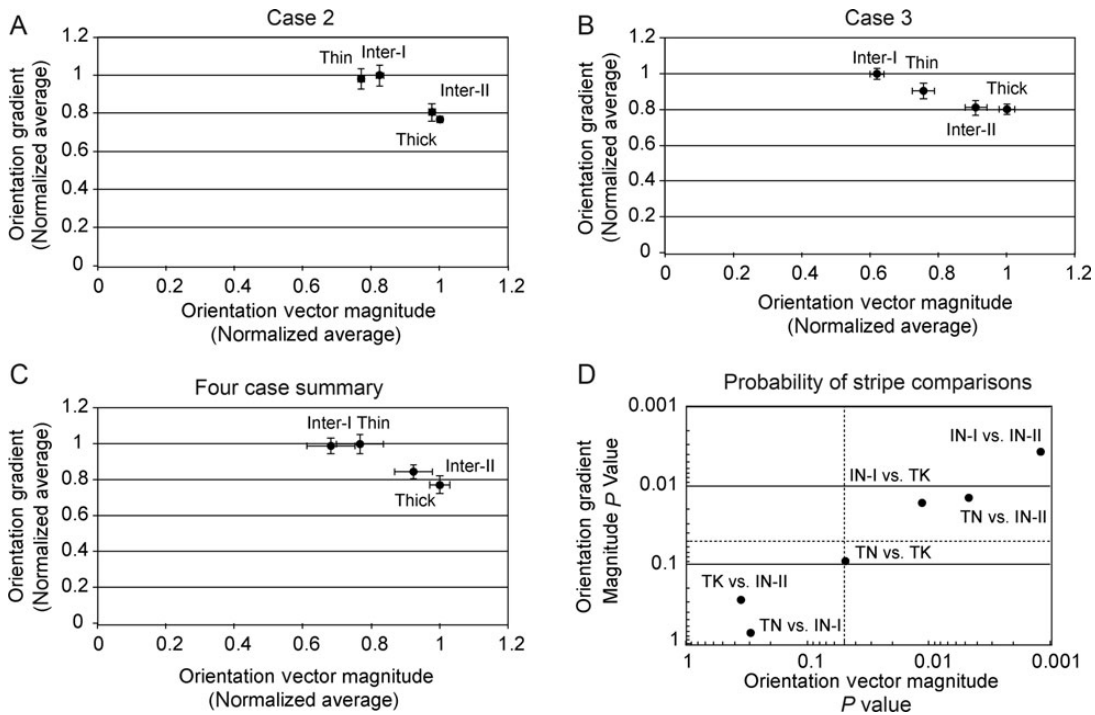 A
Case 2
1.2
1
0.8
0.6
0.4
0.2
0
Orientation gradient
(Normalized average)
Thin
Inter-I
Inter-II
Thick
0
0.2
0.4
0.6
0.8
1
1.2
Orientation vector magnitude
(Normalized average)
B
Case 3
1.2
1
0.8
0.6
0.4
0.2
0
Orientation gradient
(Normalized average)
Inter-I
Thin
Thick
Inter-II
0
0.2
0.4
0.6
0.8
1
1.2
Orientation vector magnitude
(Normalized average)
C
Four case summary
1.2
1
0.8
0.6
0.4
0.2
0
Orientation gradient
(Normalized average)
Inter-I Thin
Inter-II
Thick
0
0.2
0.4
0.6
0.8
1
1.2
Orientation vector magnitude
(Normalized average)
D
Probability of stripe comparisons
0.001
0.01
0.1
1
Orientation gradient
Magnitude P Value
IN-I vs. IN-II
IN-I vs. TK
TN vs. IN-II
TN vs. TK
TK vs. IN-II
TN vs. IN-I
1
0.1
0.01
0.001
Orientation vector magnitude
P value